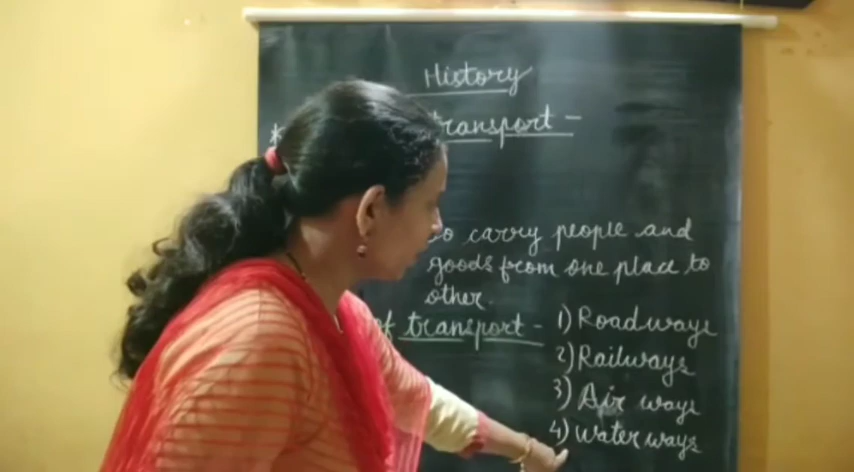 History
* transport -
to carry people and
goods from one place to
other.
of transport - 1) Roadways
2) Railways
3) Air ways
4) Water ways